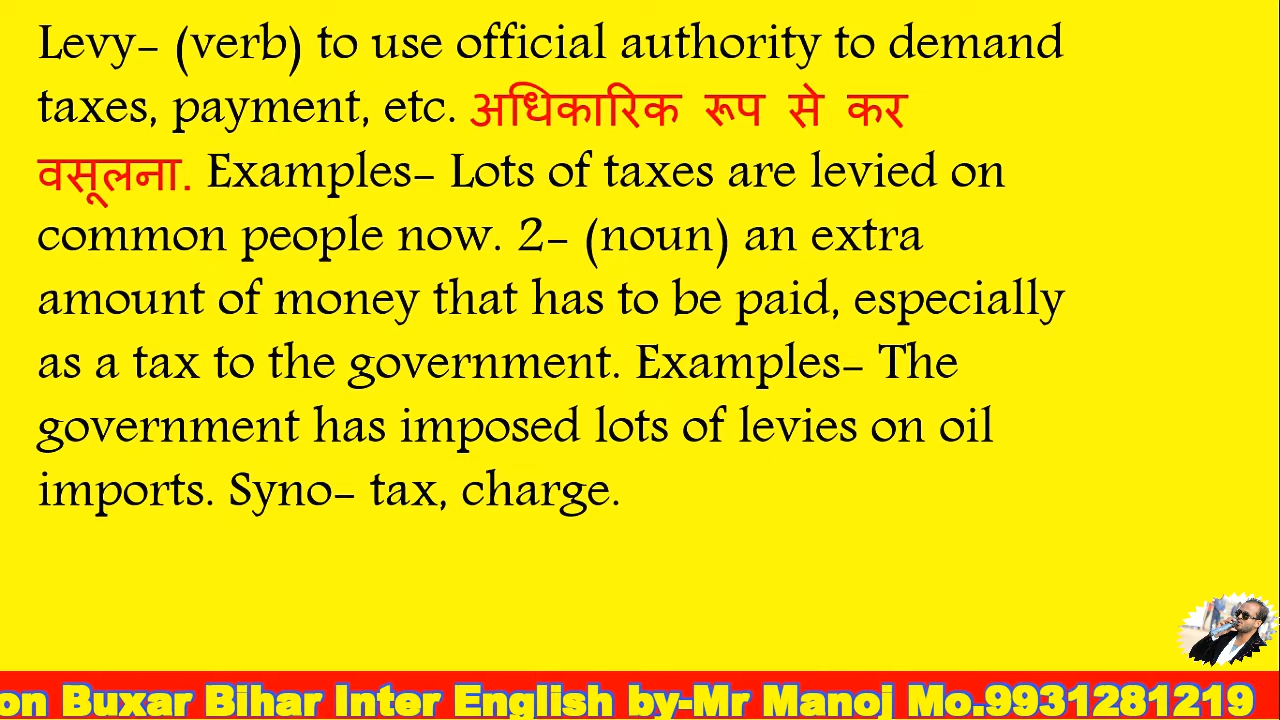 Levy- (verb) to use official authority to demand
taxes, payment, etc. अधिकारिक रूप से कर
वसूलना. Examples- Lots of taxes are levied on
common people now. 2- (noun) an extra
amount of money that has to be paid, especially
as a tax to the government. Examples- The
government has imposed lots of levies on oil
imports. Syno- tax, charge.
on Buxar Bihar Inter English by-Mr Manoj Mo.9931281219